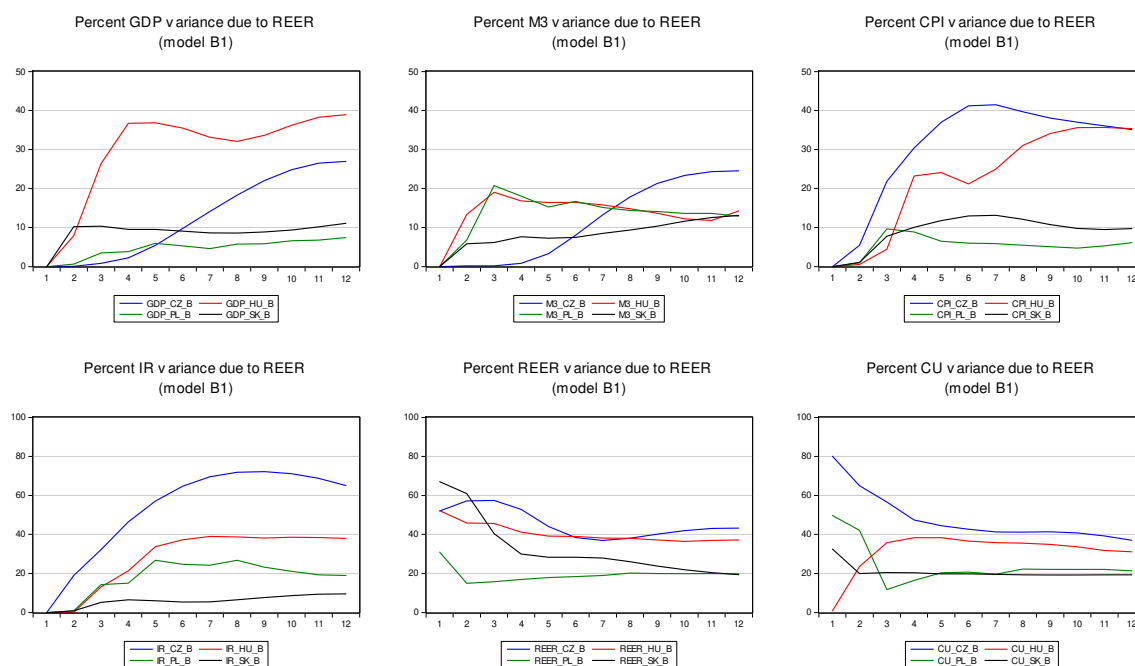 Percent GDP variance due to REER
(model B1)
50
40
30
20
10
0
1 2 3 4 5 6 7 8 9 10 11 12
GDP_CZ_B GDP_HU_B
GDP_PL_B GDP_SK_B
Percent M3 variance due to REER
(model B1)
50
40
30
20
10
0
1 2 3 4 5 6 7 8 9 10 11 12
M3_CZ_B M3_HU_B
M3_PL_B M3_SK_B
Percent CPI variance due to REER
(model B1)
50
40
30
20
10
0
1 2 3 4 5 6 7 8 9 10 11 12
CPI_CZ_B CPI_HU_B
CPI_PL_B CPI_SK_B
Percent IR variance due to REER
(model B1)
100
80
60
40
20
0
1 2 3 4 5 6 7 8 9 10 11 12
IR_CZ_B IR_HU_B
IR_PL_B IR_SK_B
Percent REER variance due to REER
(model B1)
100
80
60
40
20
0
1 2 3 4 5 6 7 8 9 10 11 12
REER_CZ_B REER_HU_B
REER_PL_B REER_SK_B
Percent CU variance due to REER
(model B1)
100
80
60
40
20
0
1 2 3 4 5 6 7 8 9 10 11 12
CU_CZ_B CU_HU_B
CU_PL_B CU_SK_B